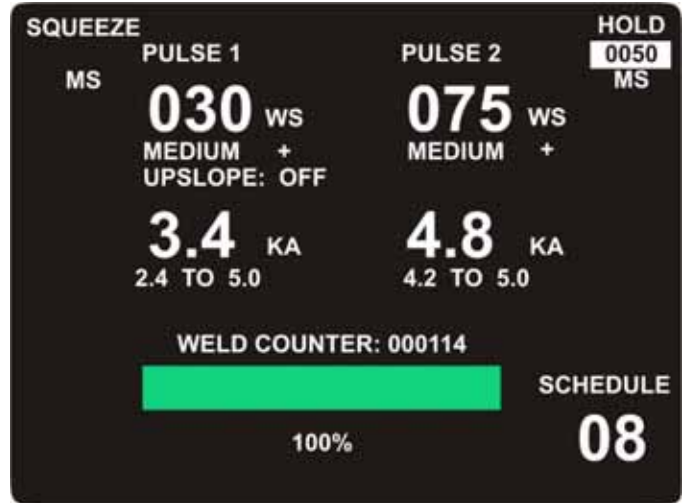 SQUEEZE
HOLD
PULSE 1
PULSE 2
0050
MS
MS
030 WS
075 WS
MEDIUM +
MEDIUM +
UPSLOPE: OFF
3.4 KA
4.8 KA
2.4 TO 5.0
4.2 TO 5.0
WELD COUNTER: 000114
SCHEDULE
100%
08